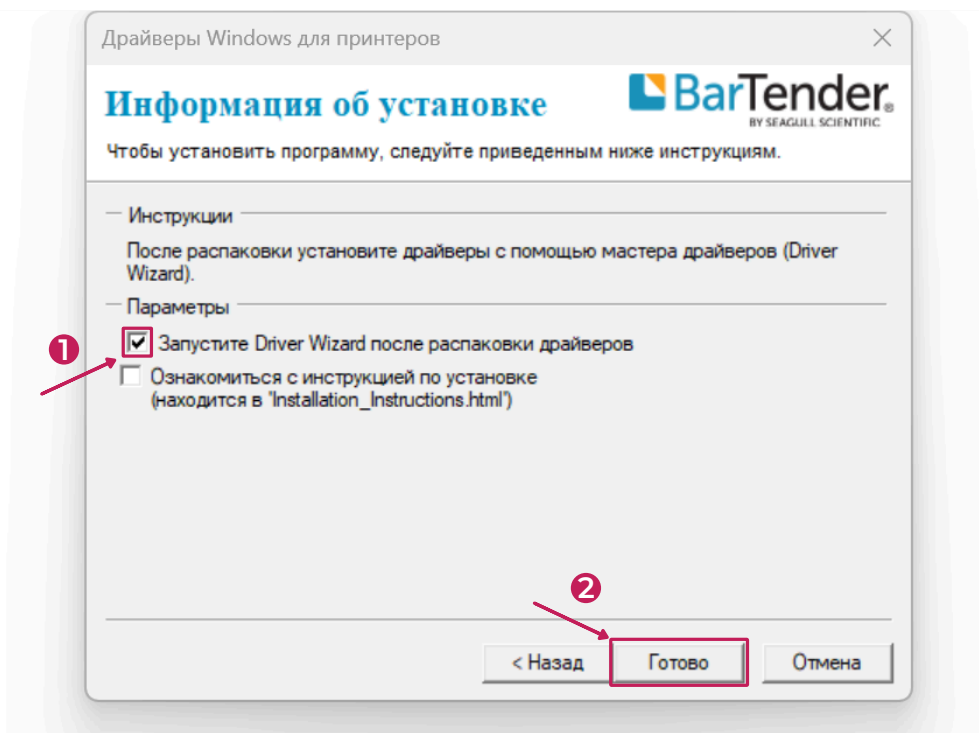 Драйверы Windows для принтеров
Информация об установке
BarTender®
BY SEAGULL SCIENTIFIC
Чтобы установить программу, следуйте приведенным ниже инструкциям.
Инструкции
После распаковки установите драйверы с помощью мастера драйверов (Driver
Wizard).
Параметры
1
Запустите Driver Wizard после распаковки драйверов
Ознакомиться с инструкцией по установке
(находится в 'Installation_Instructions.html')
2
< Назад
Готово
Отмена